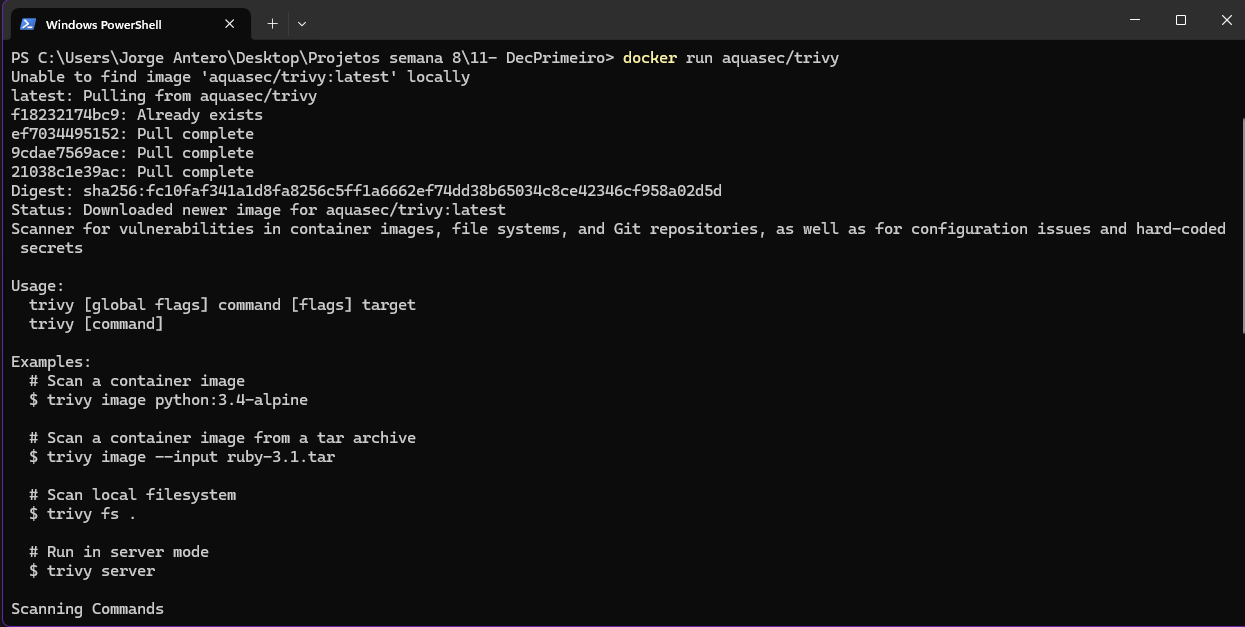 Windows PowerShell
PS C:\Users\Jorge Antero\Desktop\Projetos semana 8\11- DecPrimeiro> docker run aquasec/trivy
Unable to find image 'aquasec/trivy:latest' locally
latest: Pulling from aquasec/trivy
f18232174bc9: Already exists
ef7034495152: Pull complete
9cdae7569ace: Pull complete
21038c1e39ac: Pull complete
Digest: sha256:fc10faf341a1d8fa8256c5ff1a6662ef74dd38b65034c8ce42346cf958a02d5d
Status: Downloaded newer image for aquasec/trivy:latest
Scanner for vulnerabilities in container images, file systems, and Git repositories, as well as for configuration issues and hard-coded
 secrets

Usage:
  trivy [global flags] command [flags] target
  trivy [command]

Examples:
  # Scan a container image
  $ trivy image python:3.4-alpine

  # Scan a container image from a tar archive
  $ trivy image --input ruby-3.1.tar

  # Scan local filesystem
  $ trivy fs .

  # Run in server mode
  $ trivy server

Scanning Commands